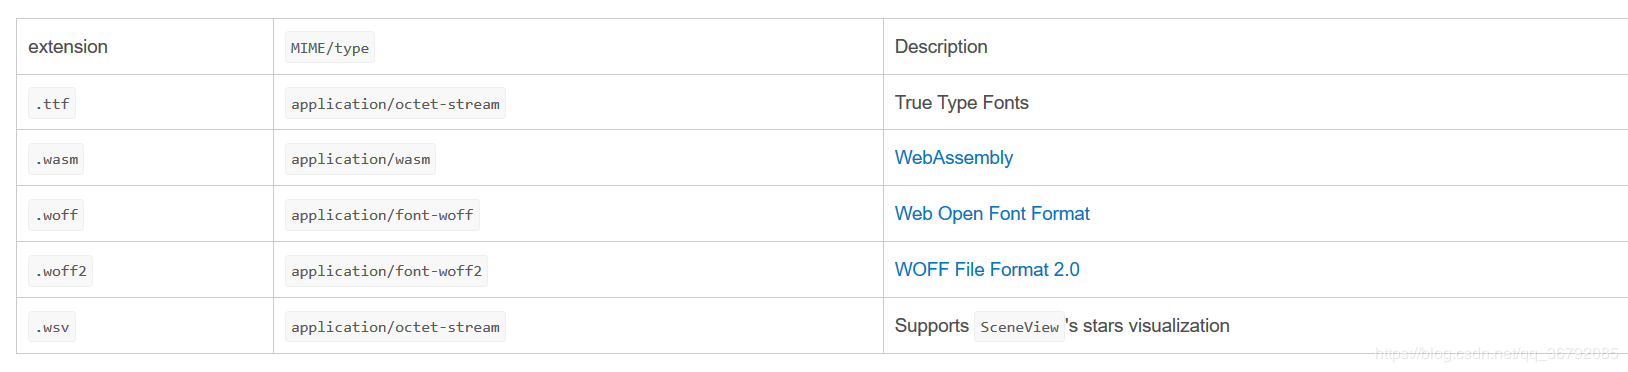 extension MIME/type Description
.ttf application/octet-stream True Type Fonts
.wasm application/wasm WebAssembly
.woff application/font-woff Web Open Font Format
.woff2 application/font-woff2 WOFF File Format 2.0
.wsv application/octet-stream Supports SceneView's stars visualization
https://blog.csdn.net/qq_36792085